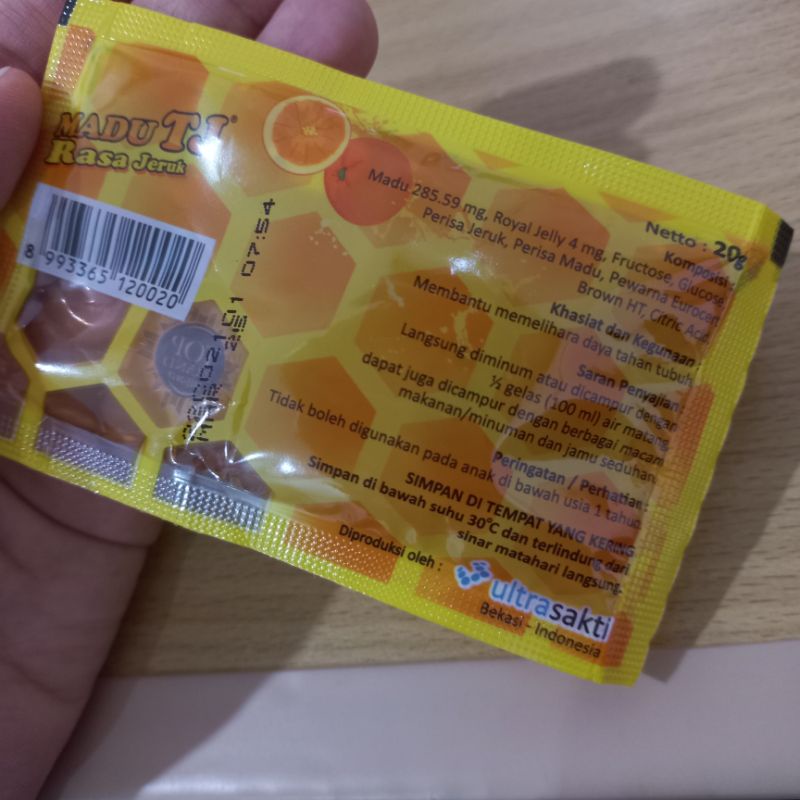 MADU TJ®
Rasa Jeruk
8 993365 120020
Netto : 20g
Komposisi :
Madu 285.59 mg, Royal Jelly 4 mg, Fructose, Glucose,
Perisa Jeruk, Perisa Madu, Pewarna Eurocert
Brown HT, Citric Acid
Khasiat dan Kegunaan :
Membantu memelihara daya tahan tubuh
Saran Penyajian :
Langsung diminum atau dicampur dengan
½ gelas (100 ml) air matang,
dapat juga dicampur dengan berbagai macam
makanan/minuman dan jamu seduhan.
Peringatan / Perhatian :
Tidak boleh digunakan pada anak di bawah usia 1 tahun
SIMPAN DI TEMPAT YANG KERING
Simpan di bawah suhu 30°C dan terlindung dari
sinar matahari langsung.
Diproduksi oleh :
ultrasakti
Bekasi - Indonesia
07:54